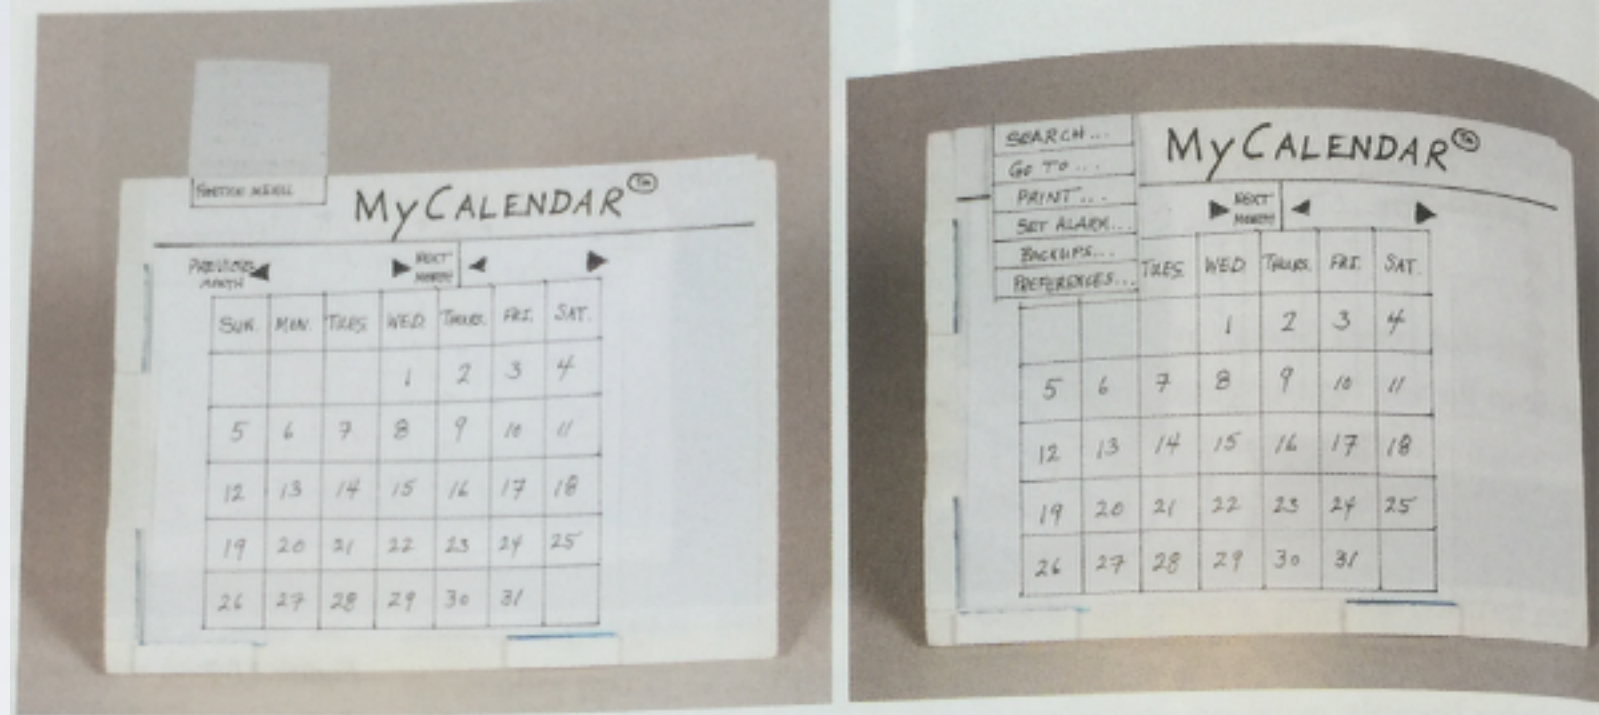 MyCALENDAR TM
PREVIOUS MONTH
NEXT MONTH
SUN. MON. TUES. WED. THURS. FRI. SAT.
1 2 3 4
5 6 7 8 9 10 11
12 13 14 15 16 17 18
19 20 21 22 23 24 25
26 27 28 29 30 31
SEARCH...
GO TO...
PRINT...
SET ALARM...
BACKUPS...
PREFERENCES...
MyCALENDAR TM
NEXT MONTH
TUES. WED THURS. FRI. SAT.
1 2 3 4
5 6 7 8 9 10 11
12 13 14 15 16 17 18
19 20 21 22 23 24 25
26 27 28 29 30 31